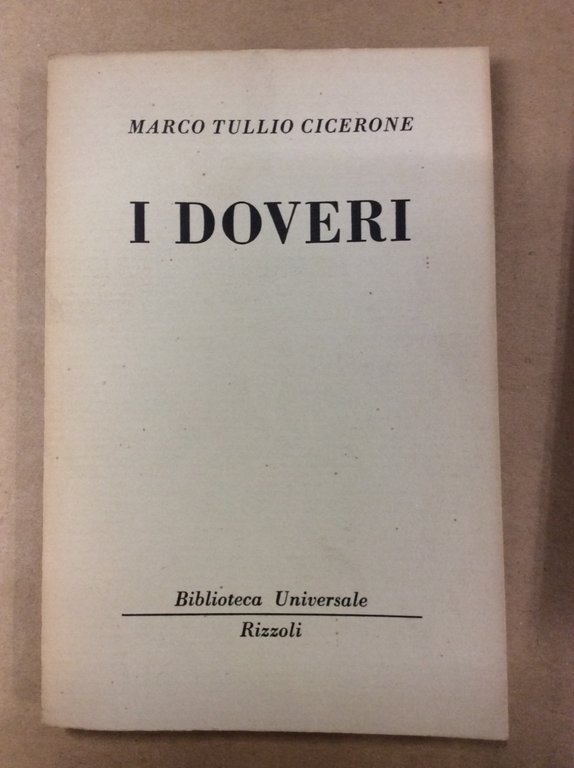 MARCO TULLIO CICERONE
I DOVERI
Biblioteca Universale
Rizzoli